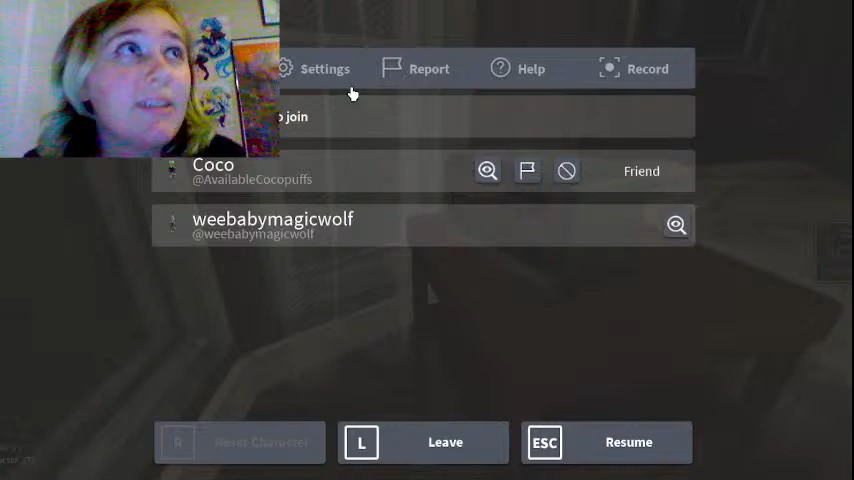 Settings
Report
Help
Record
o join
Coco
@AvailableCocopuffs
Friend
weebabymagicwolf
@weebabymagicwolf
R Reset Character
L Leave
ESC Resume